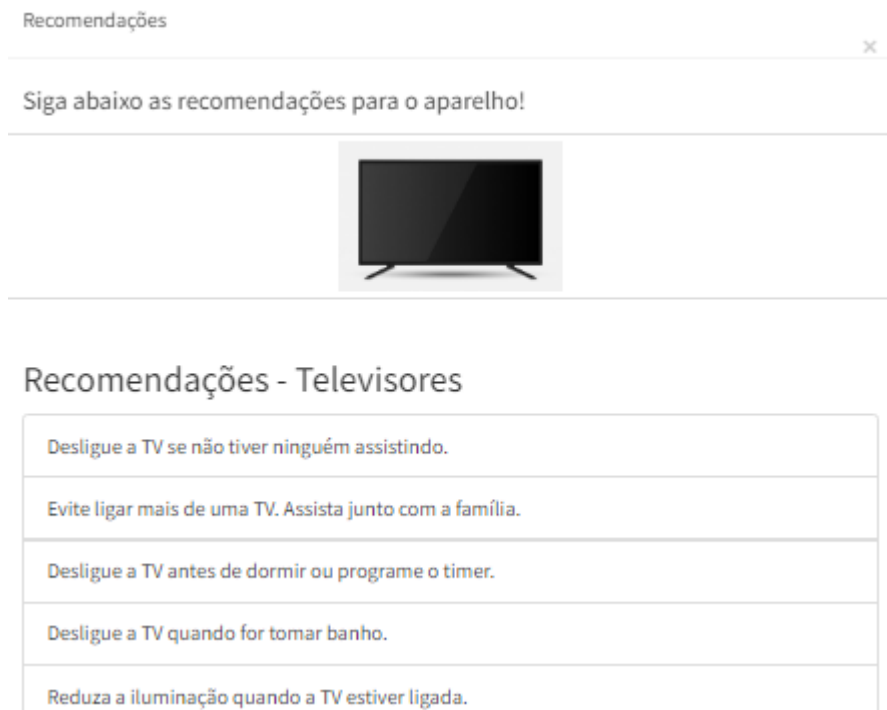 Recomendações
×
Siga abaixo as recomendações para o aparelho!
Recomendações - Televisores
Desligue a TV se não tiver ninguém assistindo.
Evite ligar mais de uma TV. Assista junto com a família.
Desligue a TV antes de dormir ou programe o timer.
Desligue a TV quando for tomar banho.
Reduza a iluminação quando a TV estiver ligada.